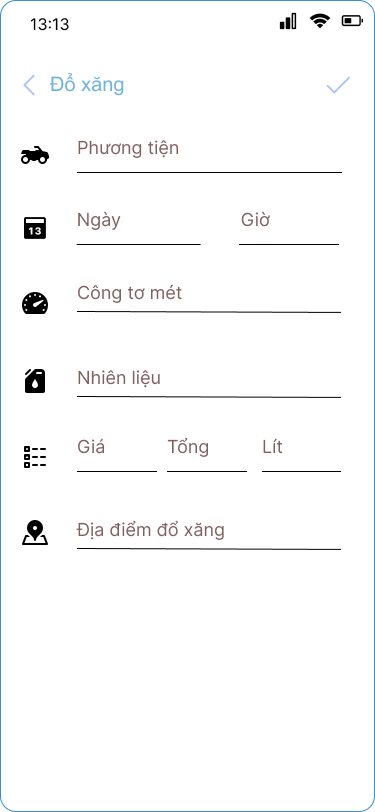 13:13
Đổ xăng
Phương tiện
Ngày Giờ
13
Công tơ mét
Nhiên liệu
Giá Tổng Lít
Địa điểm đổ xăng